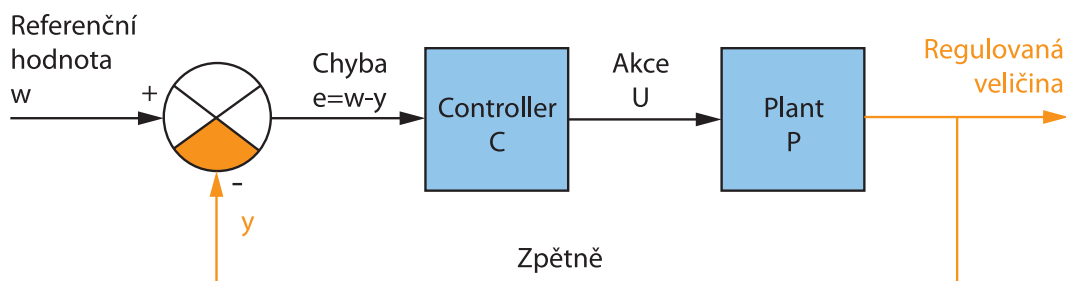 Referenční
hodnota
w
+
-
y
Chyba
e=w-y
Controller
C
Akce
U
Plant
P
Regulovaná
veličina
Zpětně